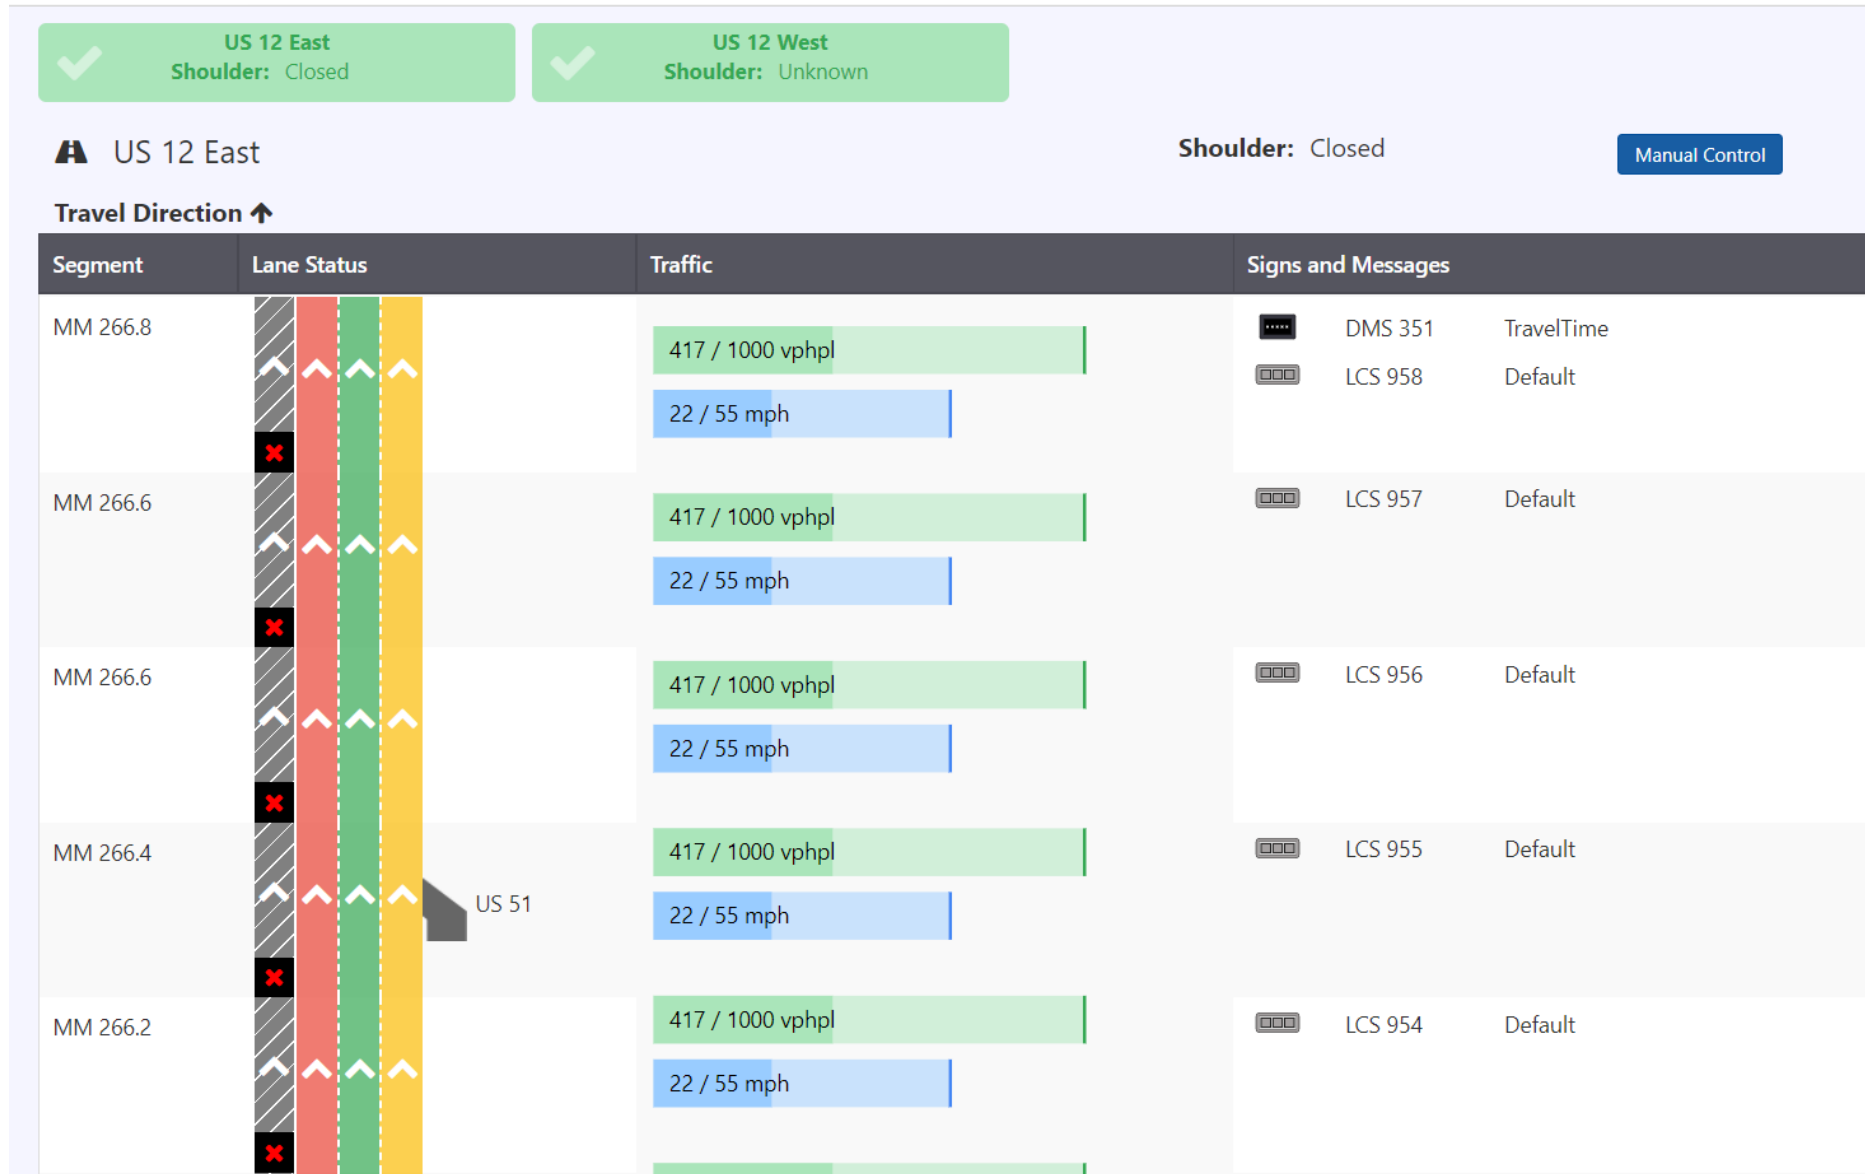 US 12 East
Shoulder: Closed
US 12 West
Shoulder: Unknown
US 12 East
Shoulder: Closed
Manual Control
Travel Direction
Segment Lane Status Traffic Signs and Messages
MM 266.8
417 / 1000 vphpl
22 / 55 mph
DMS 351 TravelTime
LCS 958 Default
MM 266.6
417 / 1000 vphpl
22 / 55 mph
LCS 957 Default
MM 266.6
417 / 1000 vphpl
22 / 55 mph
LCS 956 Default
MM 266.4
US 51
417 / 1000 vphpl
22 / 55 mph
LCS 955 Default
MM 266.2
417 / 1000 vphpl
22 / 55 mph
LCS 954 Default